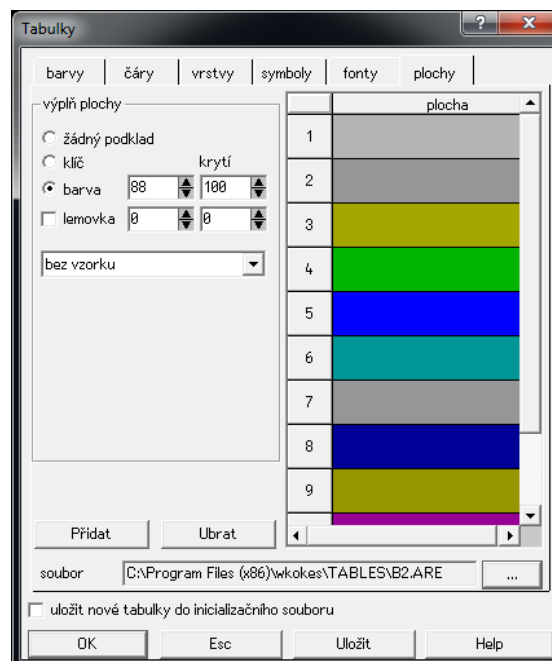 Tabulky
barvy čáry vrstvy symboly fonty plochy
výplň plochy
žádný podklad
klíč krytí
barva 88 100
lemovka 0 0
bez vzorku
plocha
1
2
3
4
5
6
7
8
9
Přidat Ubrat
soubor C:\Program Files (x86)\wkokes\TABLES\B2.ARE ...
uložit nové tabulky do inicializačního souboru
OK Esc Uložit Help